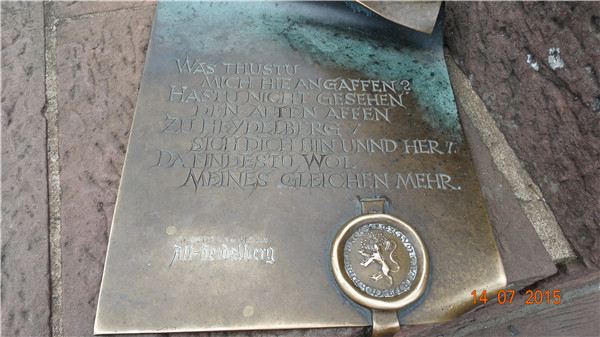 WAS THUSTU
MICH HIE ANGAFFEN?
HASTU NICHT GESEHEN
DEN ALTEN AFFEN
ZU HEYDELBERG /
SICH DICH HIN UNND HER /
DA FINDESTU WOL
MEINES GLEICHEN MEHR.
Alt-Heidelberg
14 07 2015